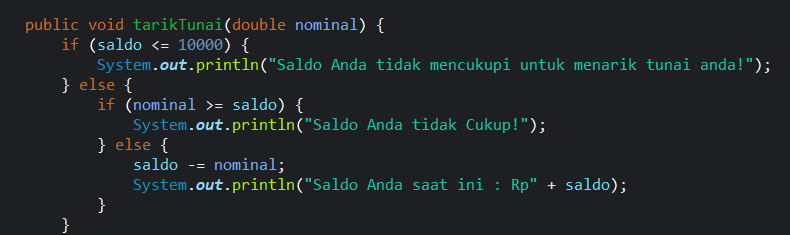 public void tarikTunai(double nominal) {
    if (saldo <= 10000) {
        System.out.println("Saldo Anda tidak mencukupi untuk menarik tunai anda!");
    } else {
        if (nominal >= saldo) {
            System.out.println("Saldo Anda tidak Cukup!");
        } else {
            saldo -= nominal;
            System.out.println("Saldo Anda saat ini : Rp" + saldo);
        }
    }